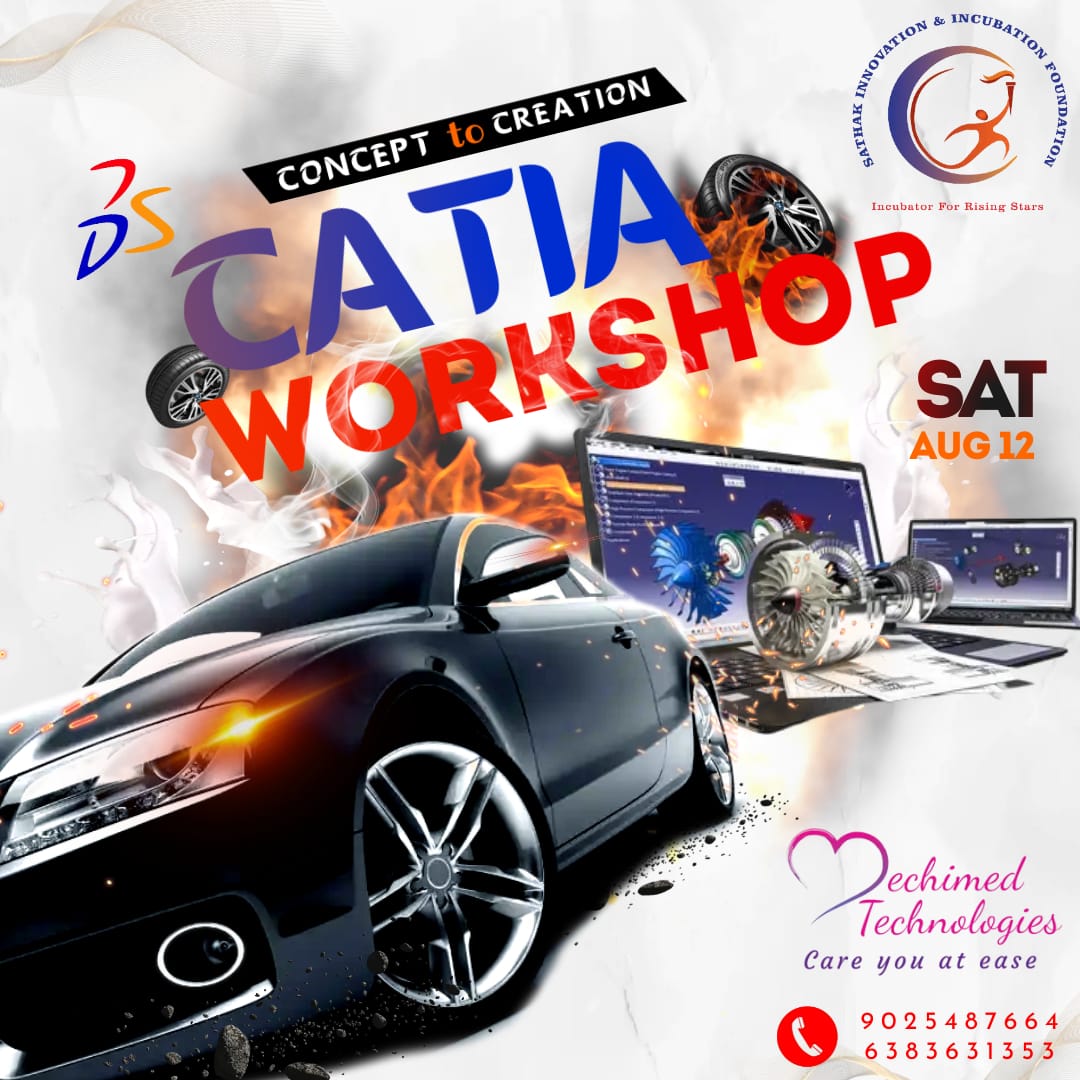 SATHAK INNOVATION & INCUBATION FOUNDATION
Incubator For Rising Stars
CONCEPT to CREATION
DS
CATIA
WORKSHOP
SAT
AUG 12
Mechimed
Technologies
Care you at ease
9025487664
6383631353